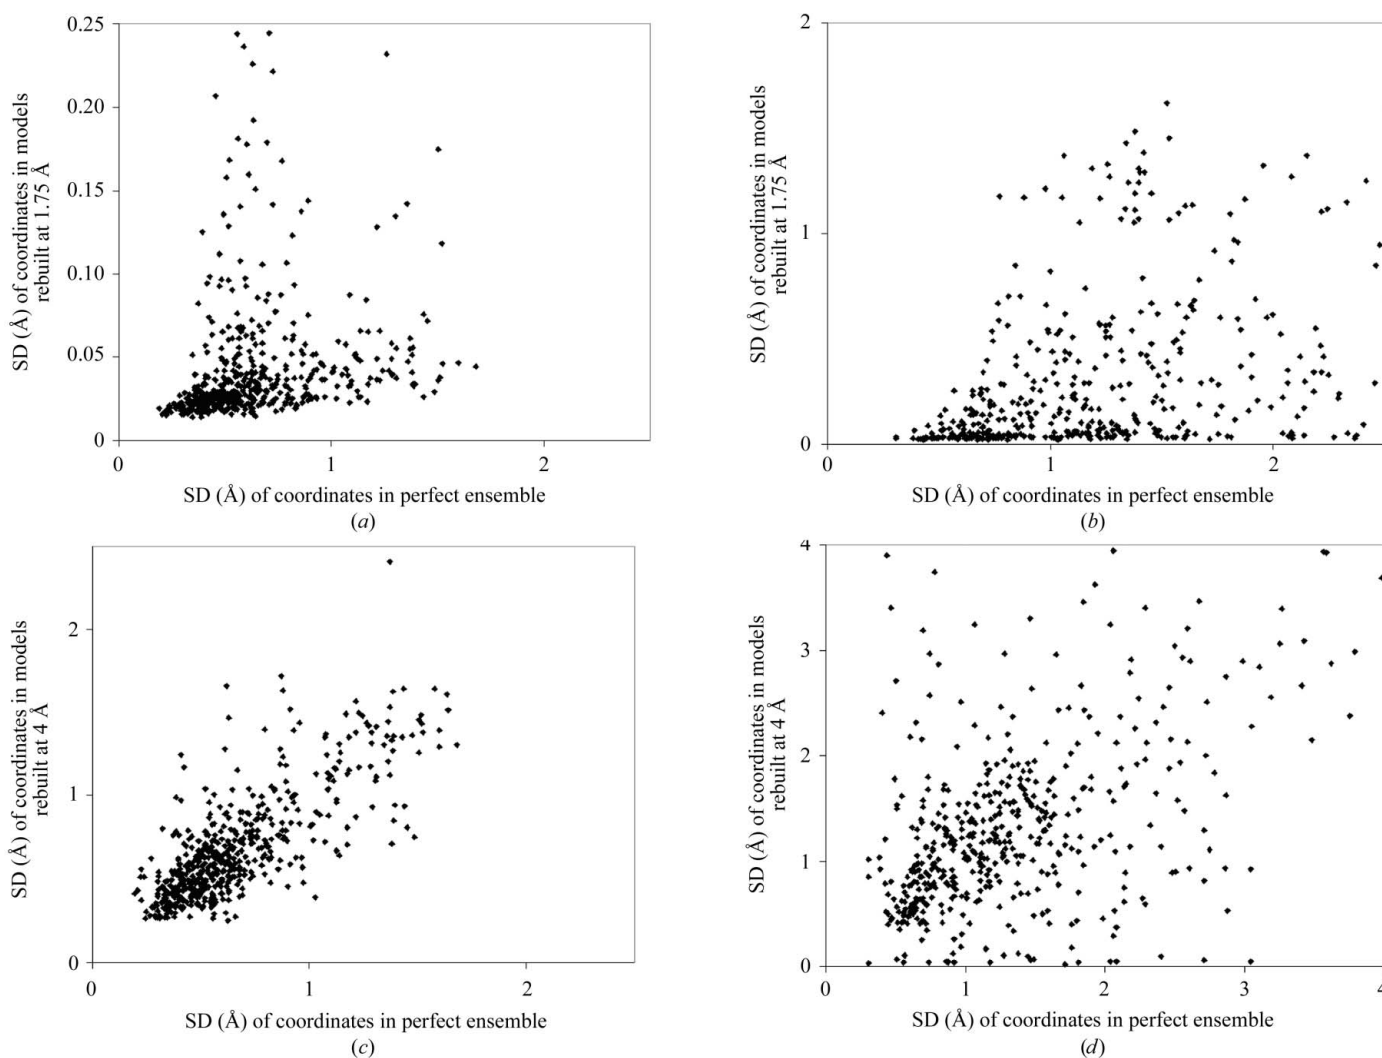 0.25
0.20
0.15
0.10
0.05
0
0
1
2
SD (Å) of coordinates in models
rebuilt at 1.75 Å
SD (Å) of coordinates in perfect ensemble
(a)
2
1
0
0
1
2
SD (Å) of coordinates in models
rebuilt at 1.75 Å
SD (Å) of coordinates in perfect ensemble
(b)
2
1
0
0
1
2
SD (Å) of coordinates in models
rebuilt at 4 Å
SD (Å) of coordinates in perfect ensemble
(c)
4
3
2
1
0
0
1
2
3
4
SD (Å) of coordinates in models
rebuilt at 4 Å
SD (Å) of coordinates in perfect ensemble
(d)